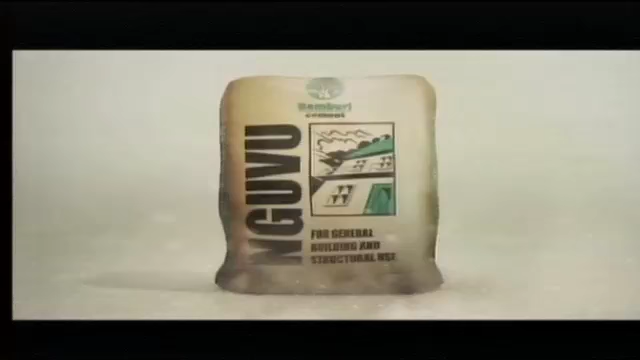 Bamburi
cement
NGUVU
FOR GENERAL
BUILDING AND
STRUCTURAL USE